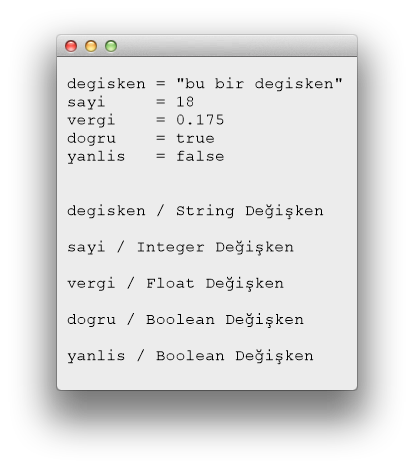 degisken = "bu bir degisken"
sayi     = 18
vergi    = 0.175
dogru    = true
yanlis   = false
degisken / String Değişken
sayi / Integer Değişken
vergi / Float Değişken
dogru / Boolean Değişken
yanlis / Boolean Değişken